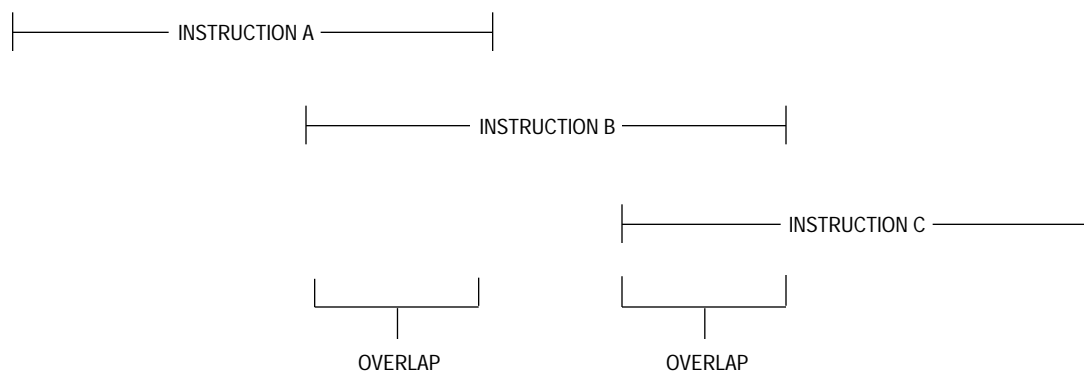 INSTRUCTION A
INSTRUCTION B
INSTRUCTION C
OVERLAP
OVERLAP